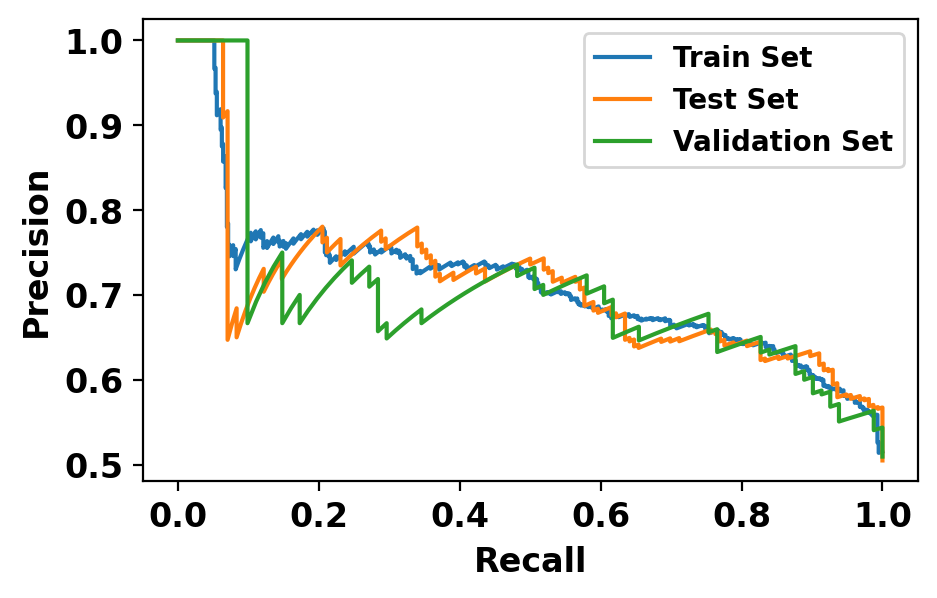 1.0
0.9
0.8
0.7
0.6
0.5
Precision
Train Set
Test Set
Validation Set
0.0 0.2 0.4 0.6 0.8 1.0
Recall